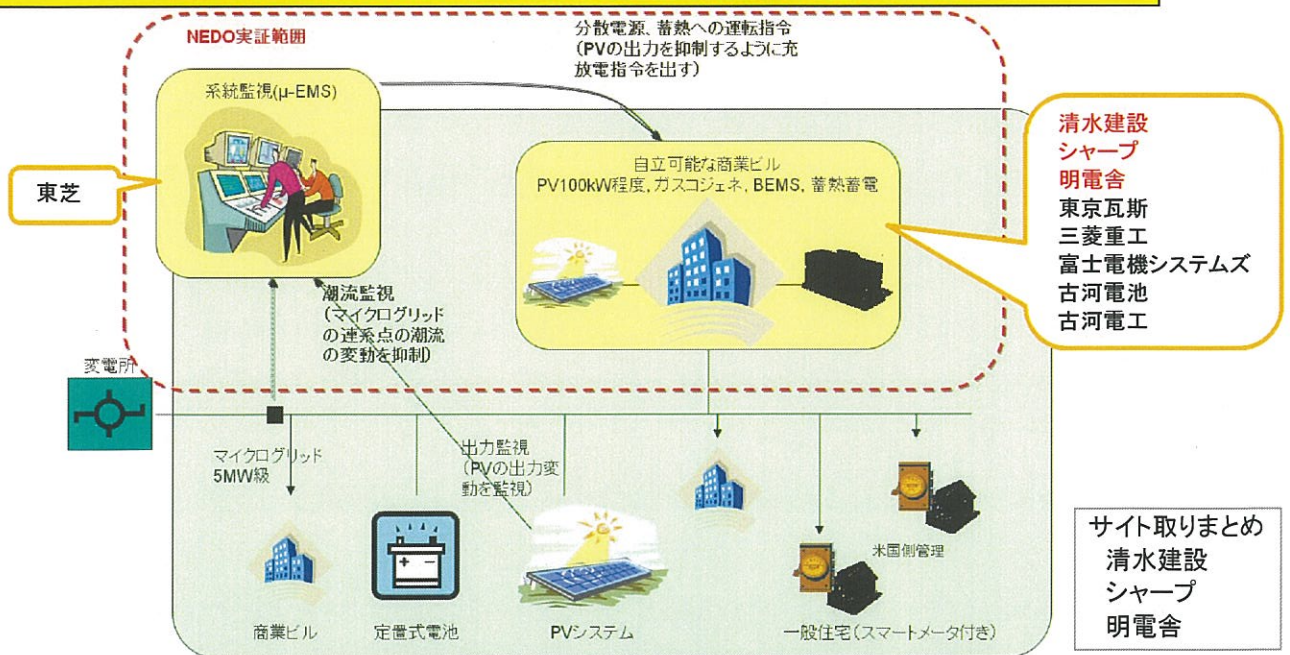 NEDO実証範囲
分散電源、蓄熱への運転指令
(PVの出力を抑制するように充
放電指令を出す)
系統監視(μ-EMS)
東芝
自立可能な商業ビル
PV100kW程度, ガスコジェネ, BEMS, 蓄熱蓄電
清水建設
シャープ
明電舎
東京瓦斯
三菱重工
富士電機システムズ
古河電池
古河電工
潮流監視
(マイクログリッド
の連系点の潮流
の変動を抑制)
変電所
マイクログリッド
5MW級
出力監視
(PVの出力変
動を監視)
米国側管理
商業ビル
定置式電池
PVシステム
一般住宅(スマートメータ付き)
サイト取りまとめ
清水建設
シャープ
明電舎